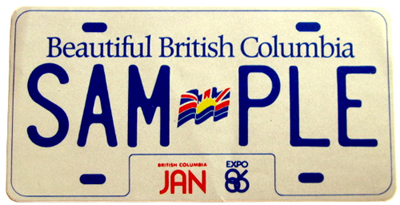 Beautiful British Columbia
SAM PLE
BRITISH COLUMBIA EXPO
JAN 86